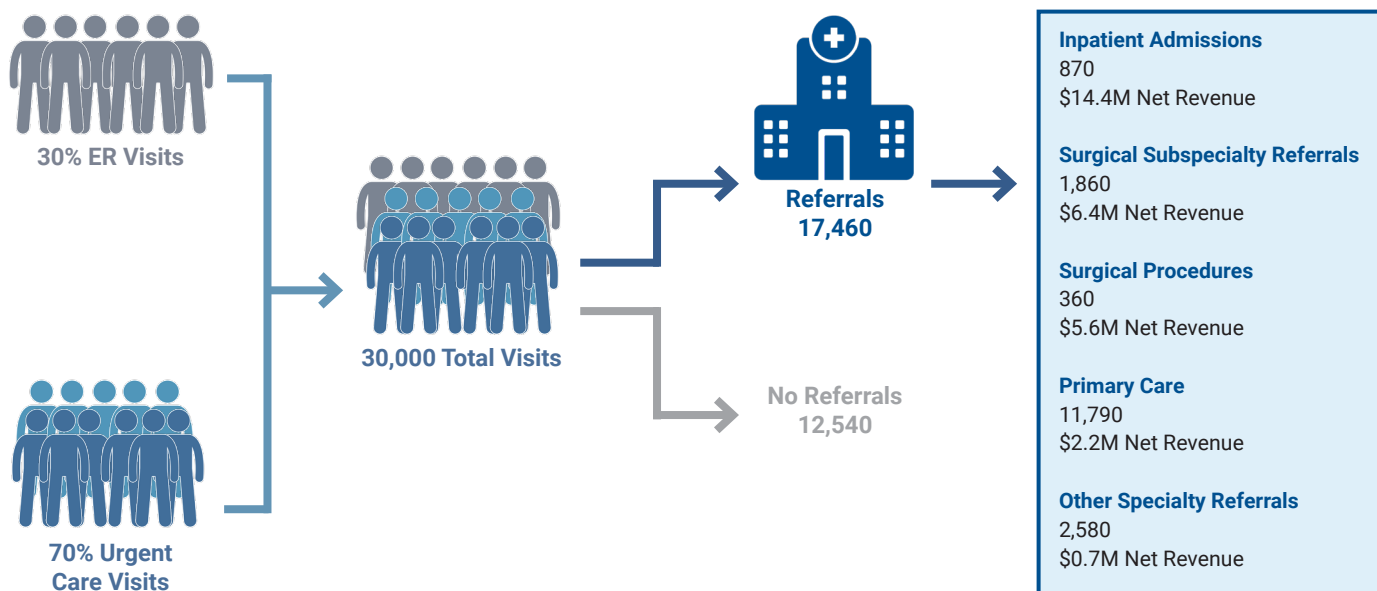 30% ER Visits
70% Urgent
Care Visits
30,000 Total Visits
Referrals
17,460
No Referrals
12,540
Inpatient Admissions
870
$14.4M Net Revenue
Surgical Subspecialty Referrals
1,860
$6.4M Net Revenue
Surgical Procedures
360
$5.6M Net Revenue
Primary Care
11,790
$2.2M Net Revenue
Other Specialty Referrals
2,580
$0.7M Net Revenue